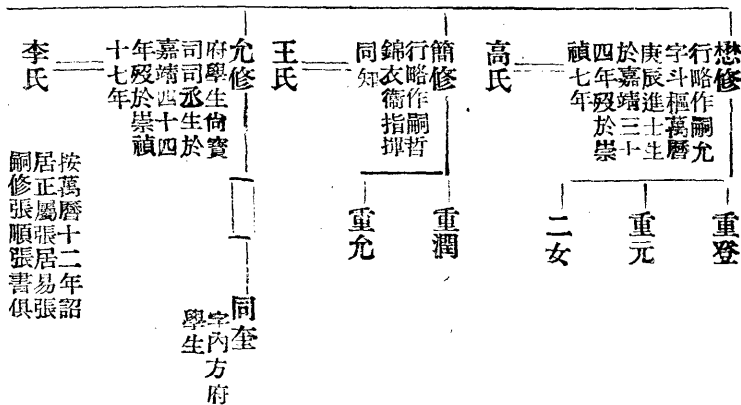 懋修
行略作嗣允
字斗樞萬曆
庚辰進士生
於嘉靖三十
四年歿於崇
禎七年
高氏
重登
重元
二女
簡修
行略作嗣哲
錦衣衞指揮
同知
王氏
重潤
重允
允修
府學生尙寶
司司丞生於
嘉靖四十四
年歿於崇禎
十七年
李氏
同奎
字內方府
學生
按萬曆十二年詔
居正屬張居易張
嗣修張順張書俱